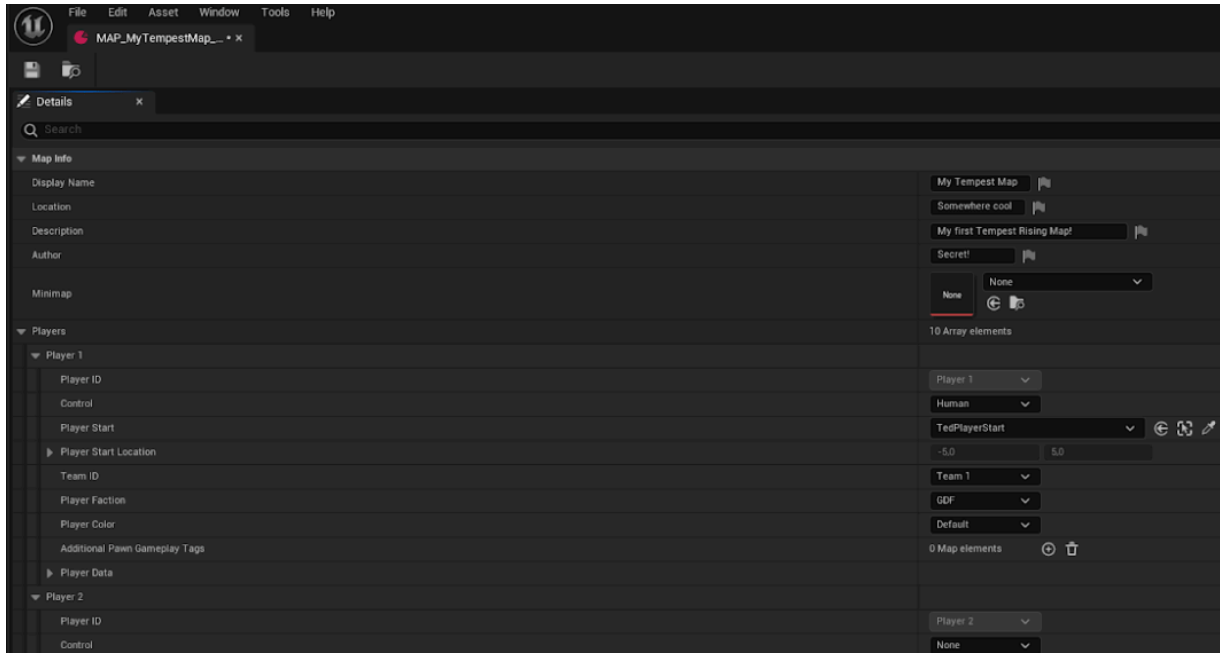 File Edit Asset Window Tools Help
MAP_MyTempestMap_... • ×
Details ×
Search
Map Info
Display Name My Tempest Map
Location Somewhere cool
Description My first Tempest Rising Map!
Author Secret!
Minimap None None
Players 10 Array elements
Player 1
Player ID Player 1
Control Human
Player Start TedPlayerStart
Player Start Location -5.0 5.0
Team ID Team 1
Player Faction GDF
Player Color Default
Additional Pawn Gameplay Tags 0 Map elements
Player Data
Player 2
Player ID Player 2
Control None